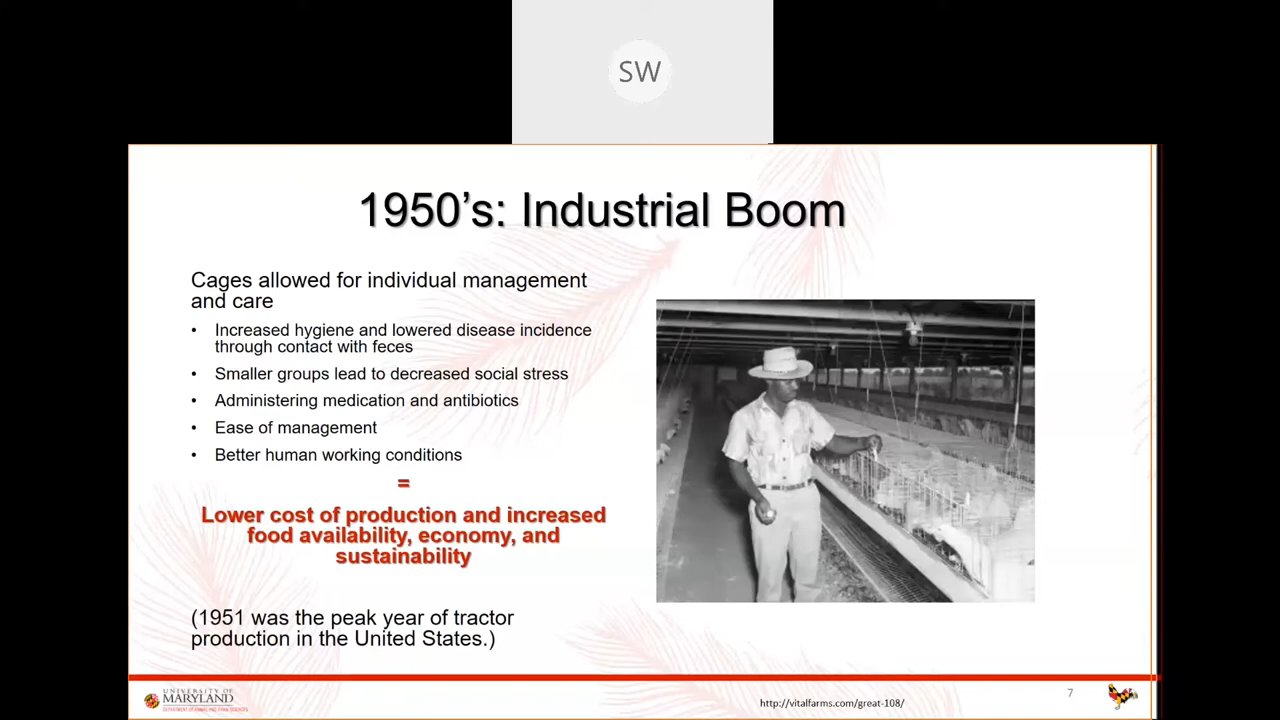 SW
1950's: Industrial Boom
Cages allowed for individual management
and care
• Increased hygiene and lowered disease incidence
through contact with feces
• Smaller groups lead to decreased social stress
• Administering medication and antibiotics
• Ease of management
• Better human working conditions
=
Lower cost of production and increased
food availability, economy, and
sustainability
(1951 was the peak year of tractor
production in the United States.)
UNIVERSITY OF
MARYLAND
http://vitalfarms.com/great-108/
7